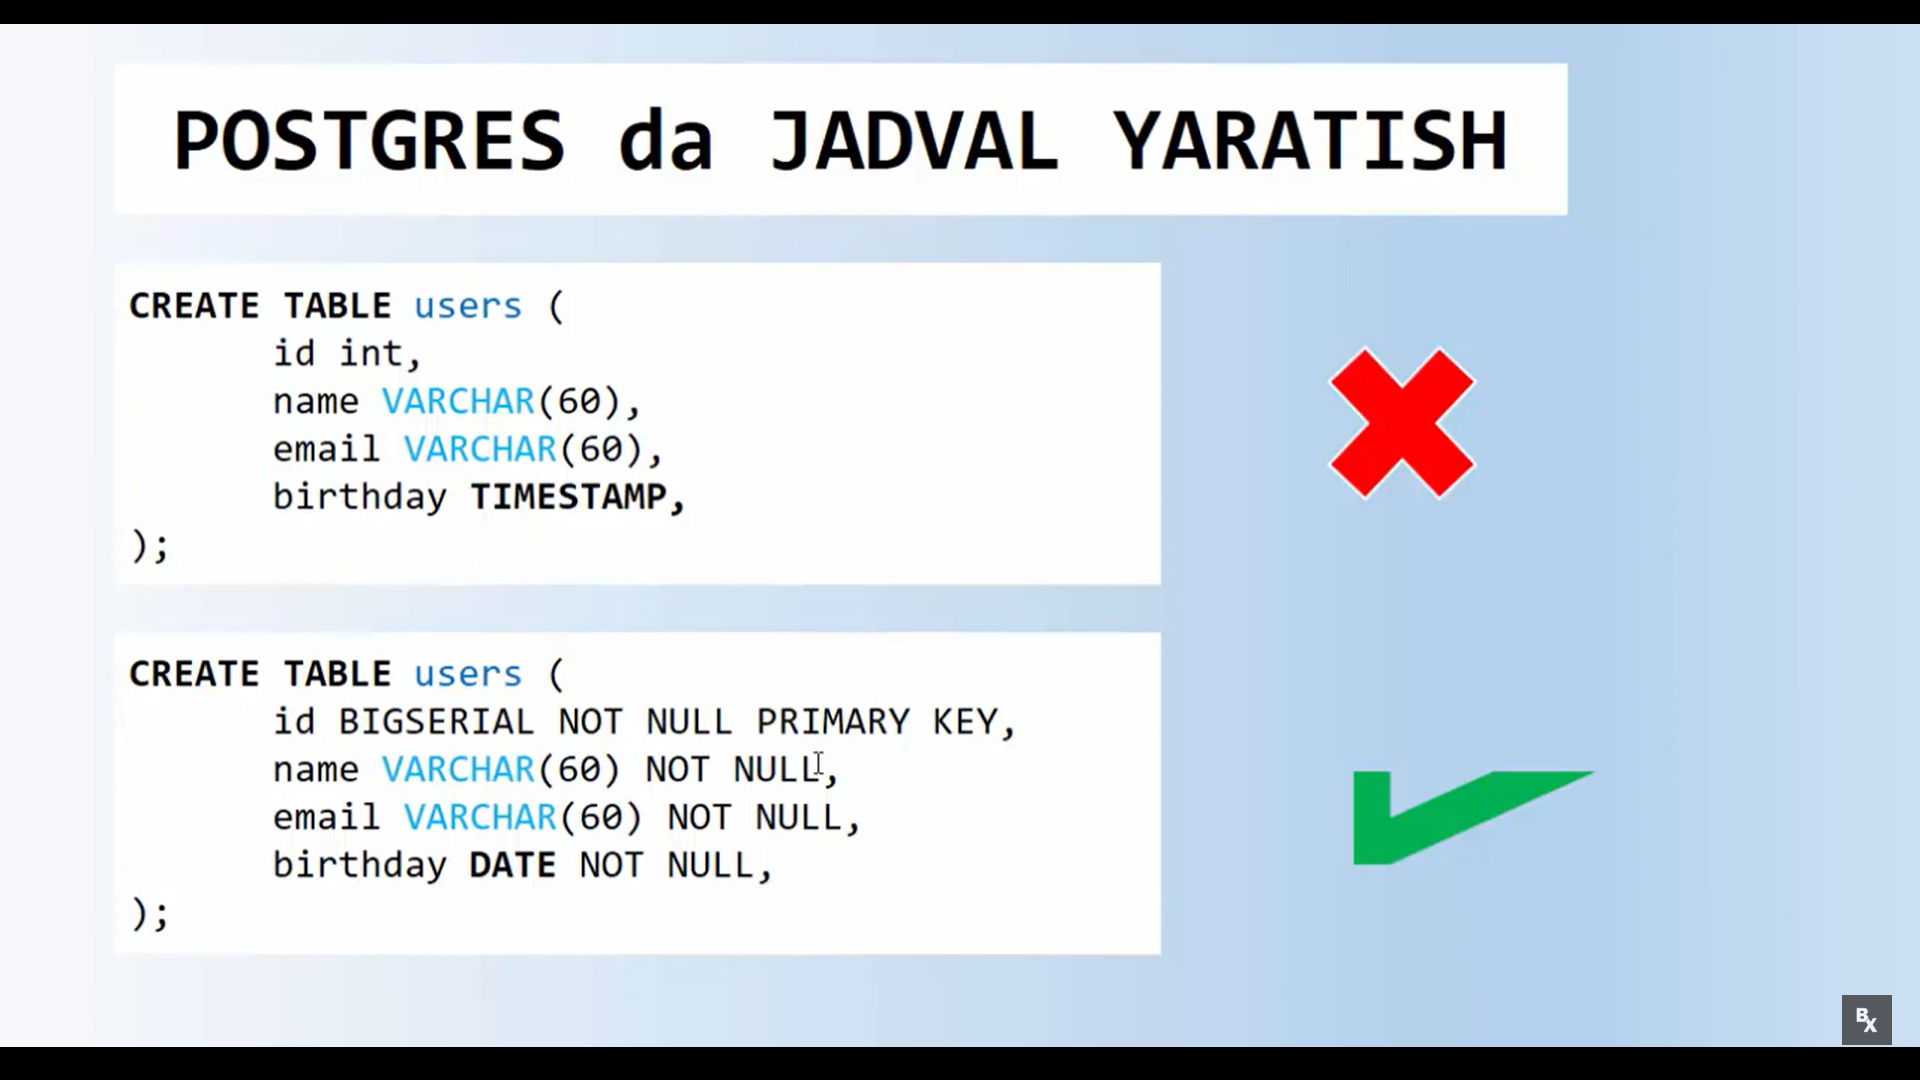 POSTGRES da JADVAL YARATISH
CREATE TABLE users (
id int,
name VARCHAR(60),
email VARCHAR(60),
birthday TIMESTAMP,
);
CREATE TABLE users (
id BIGSERIAL NOT NULL PRIMARY KEY,
name VARCHAR(60) NOT NULL,
email VARCHAR(60) NOT NULL,
birthday DATE NOT NULL,
);
BX